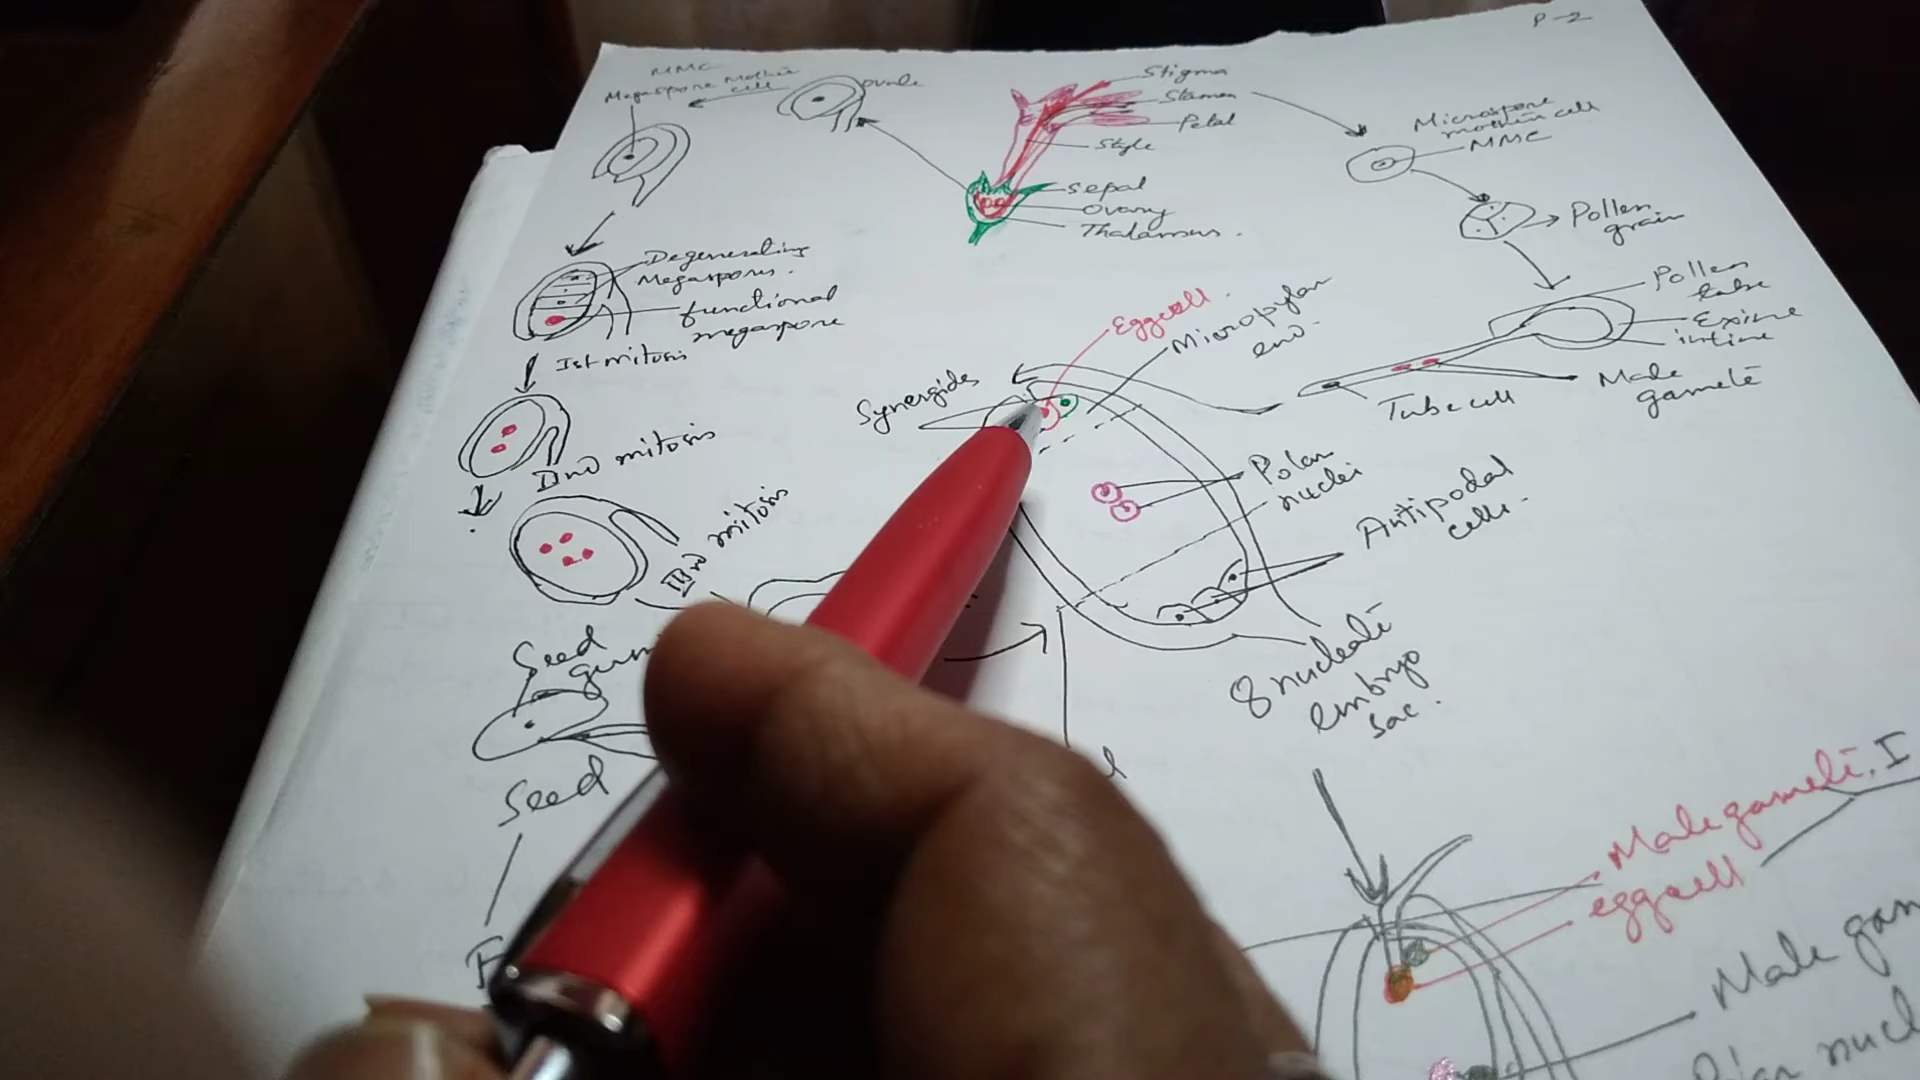 P-2
MMC
Megaspore Mother
cell
ovule
Stigma
Stamen
Petal
Style
Sepal
Ovary
Thalamus.
Microspore
mother cell
MMC
Pollen
grain
Degenerating
Megaspores.
functional
megaspore
Ist mitosis
IInd mitosis
IIIrd mitosis
Pollen
tube
Exine
intine
Male
gamete
Tube cell
Egg cell
Micropylar
end
Synergids
Polar
nuclei
Antipodal
cells.
8 nucleate
embryo
sac.
Seed
Seed
Male gamete, I
egg cell